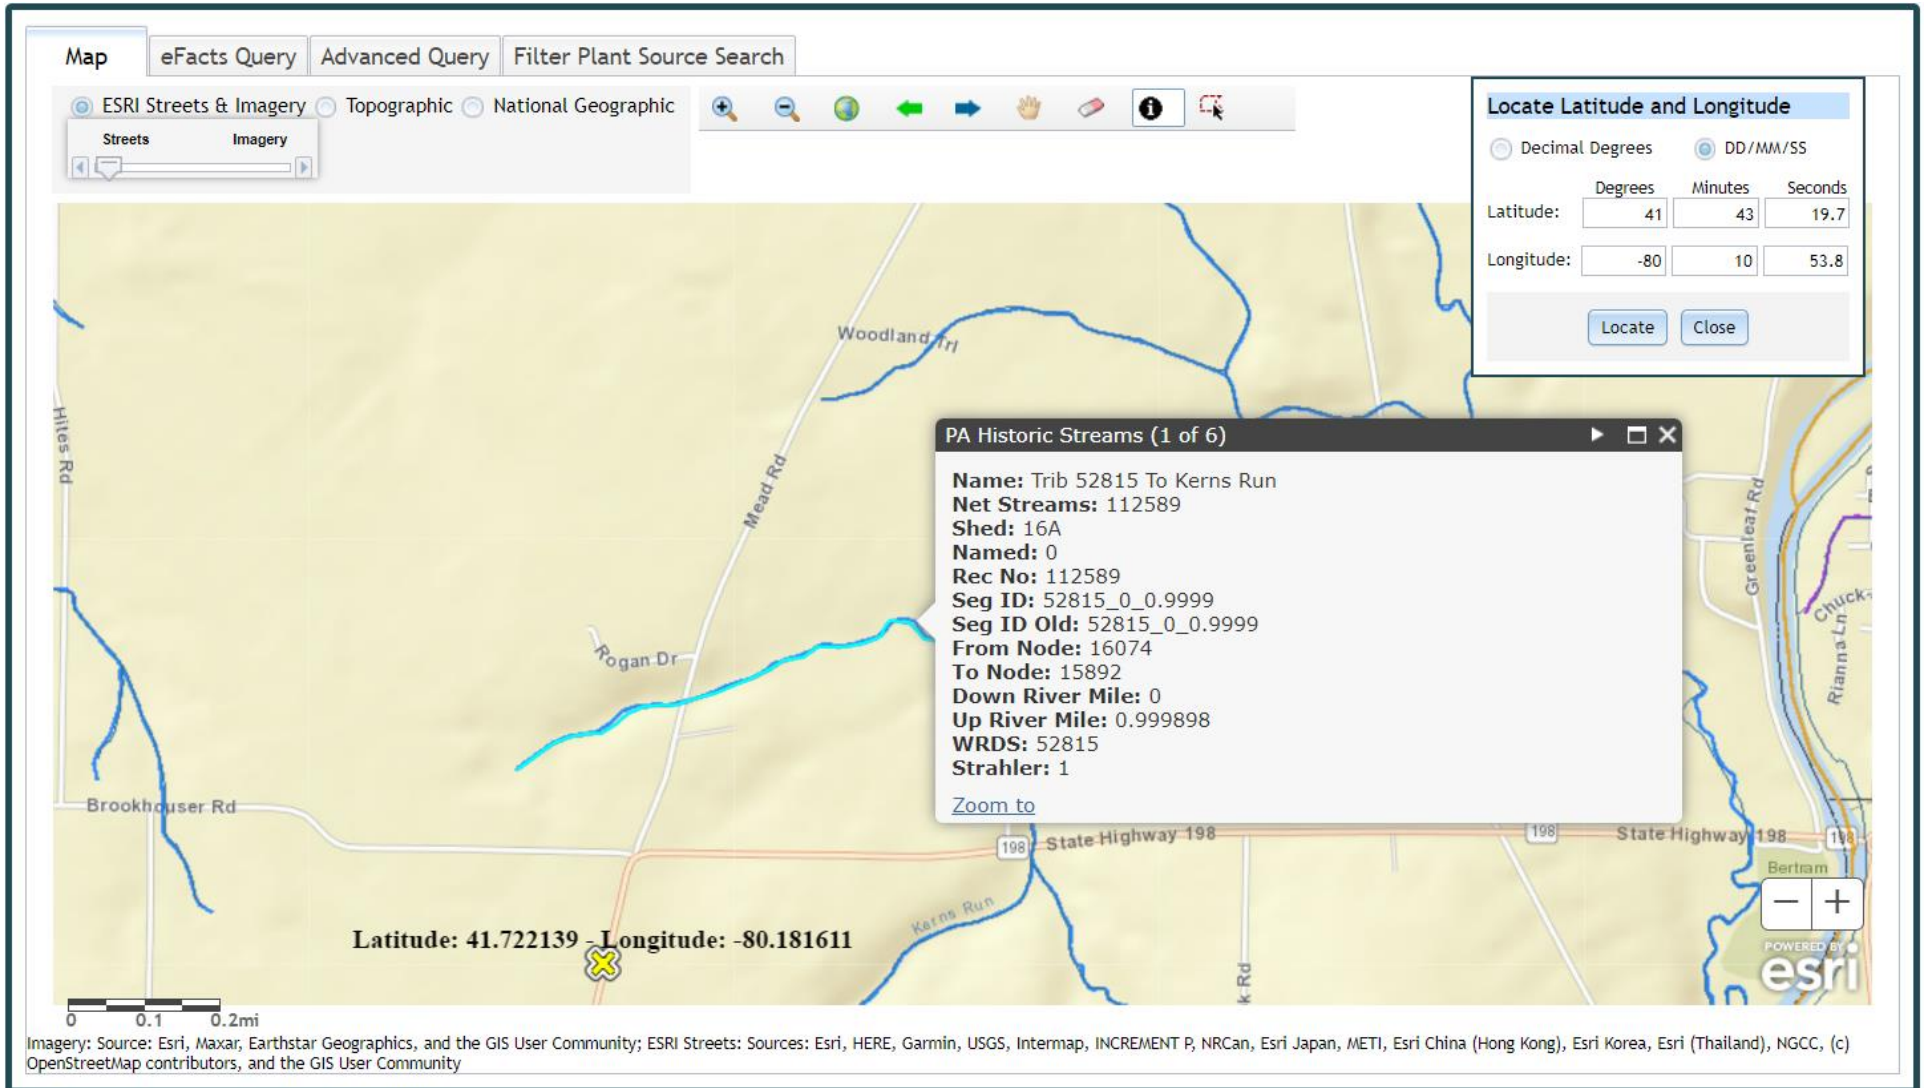 Map eFacts Query Advanced Query Filter Plant Source Search
ESRI Streets & Imagery Topographic National Geographic
Streets Imagery
Locate Latitude and Longitude
Decimal Degrees DD/MM/SS
Degrees Minutes Seconds
Latitude: 41 43 19.7
Longitude: -80 10 53.8
Locate Close
Woodland Trl
Hites Rd
Mead Rd
Rogan Dr
Brookhouser Rd
PA Historic Streams (1 of 6)
Name: Trib 52815 To Kerns Run
Net Streams: 112589
Shed: 16A
Named: 0
Rec No: 112589
Seg ID: 52815_0_0.9999
Seg ID Old: 52815_0_0.9999
From Node: 16074
To Node: 15892
Down River Mile: 0
Up River Mile: 0.999898
WRDS: 52815
Strahler: 1
Zoom to
Greenleaf Rd
Chuck-
Rianna Ln
198 State Highway 198
198 State Highway 198 198
Bertram
Kerns Run
k Rd
Latitude: 41.722139 - Longitude: -80.181611
− +
POWERED BY
esri
0 0.1 0.2mi
Imagery: Source: Esri, Maxar, Earthstar Geographics, and the GIS User Community; ESRI Streets: Sources: Esri, HERE, Garmin, USGS, Intermap, INCREMENT P, NRCan, Esri Japan, METI, Esri China (Hong Kong), Esri Korea, Esri (Thailand), NGCC, (c)
OpenStreetMap contributors, and the GIS User Community